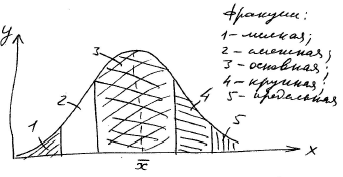 фракции:
1 - мелкая;
2 - смежная;
3 - основная;
4 - крупная;
5 - предельная
y
3
2
4
1
5
x̅
x